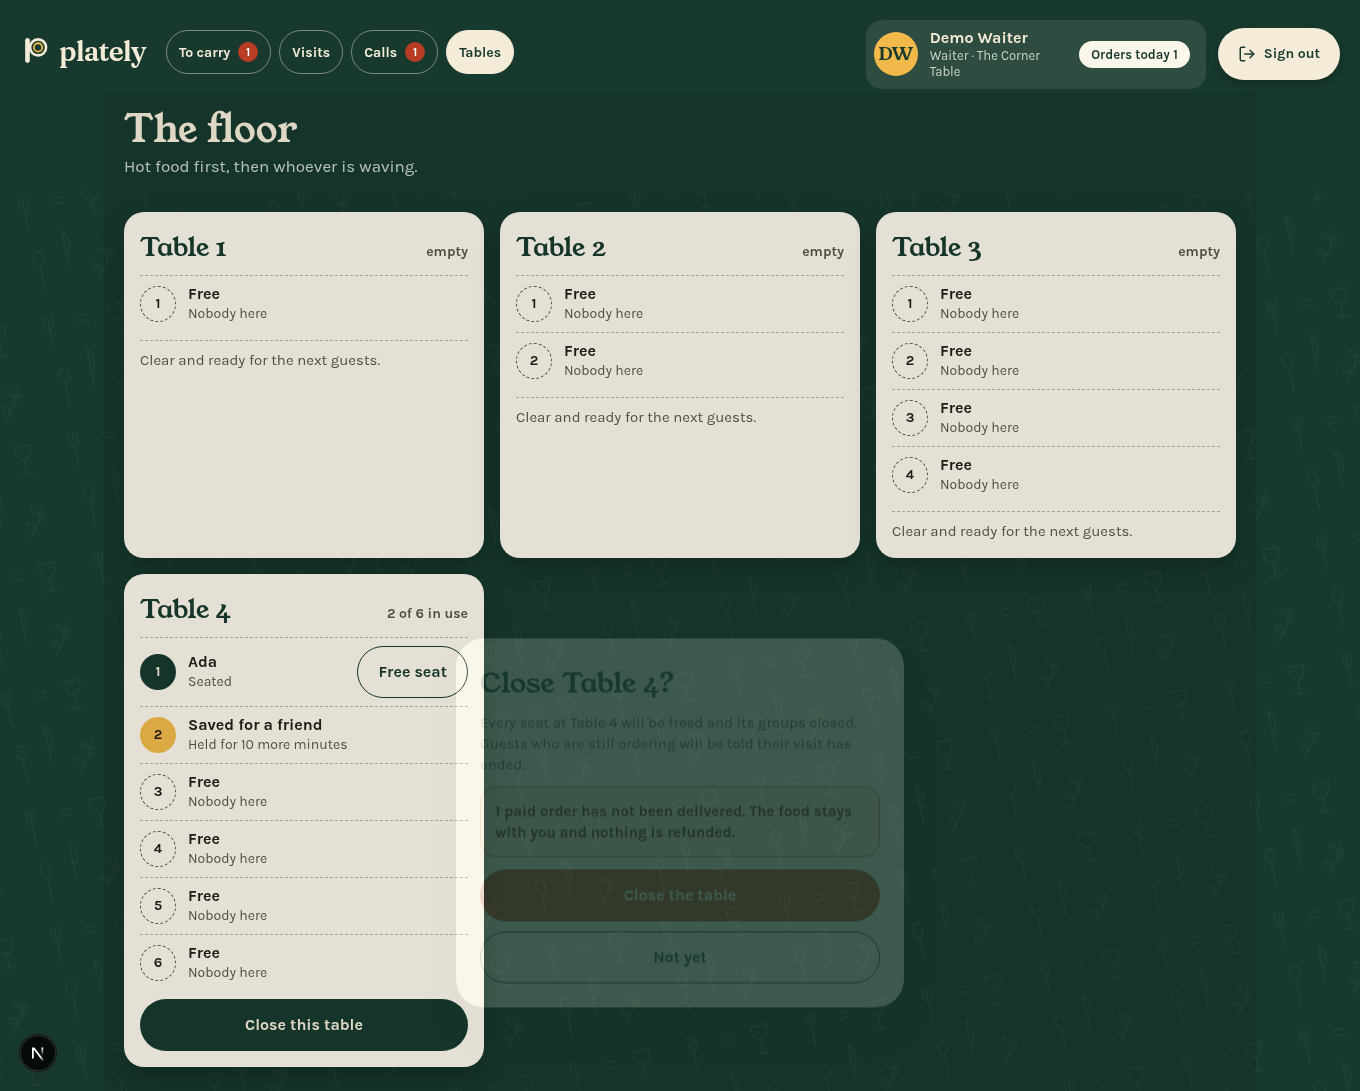 plately
To carry 1
Visits
Calls 1
Tables
DW
Demo Waiter
Waiter · The Corner
Table
Orders today 1
Sign out
The floor
Hot food first, then whoever is waving.
Table 1
empty
1
Free
Nobody here
Clear and ready for the next guests.
Table 2
empty
1
Free
Nobody here
2
Free
Nobody here
Clear and ready for the next guests.
Table 3
empty
1
Free
Nobody here
2
Free
Nobody here
3
Free
Nobody here
4
Free
Nobody here
Clear and ready for the next guests.
Table 4
2 of 6 in use
1
Ada
Seated
Free seat
2
Saved for a friend
Held for 10 more minutes
3
Free
Nobody here
4
Free
Nobody here
5
Free
Nobody here
6
Free
Nobody here
Close this table
Close Table 4?
Every seat at Table 4 will be freed and its groups closed.
Guests who are still ordering will be told their visit has
ended.
1 paid order has not been delivered. The food stays
with you and nothing is refunded.
Close the table
Not yet
N